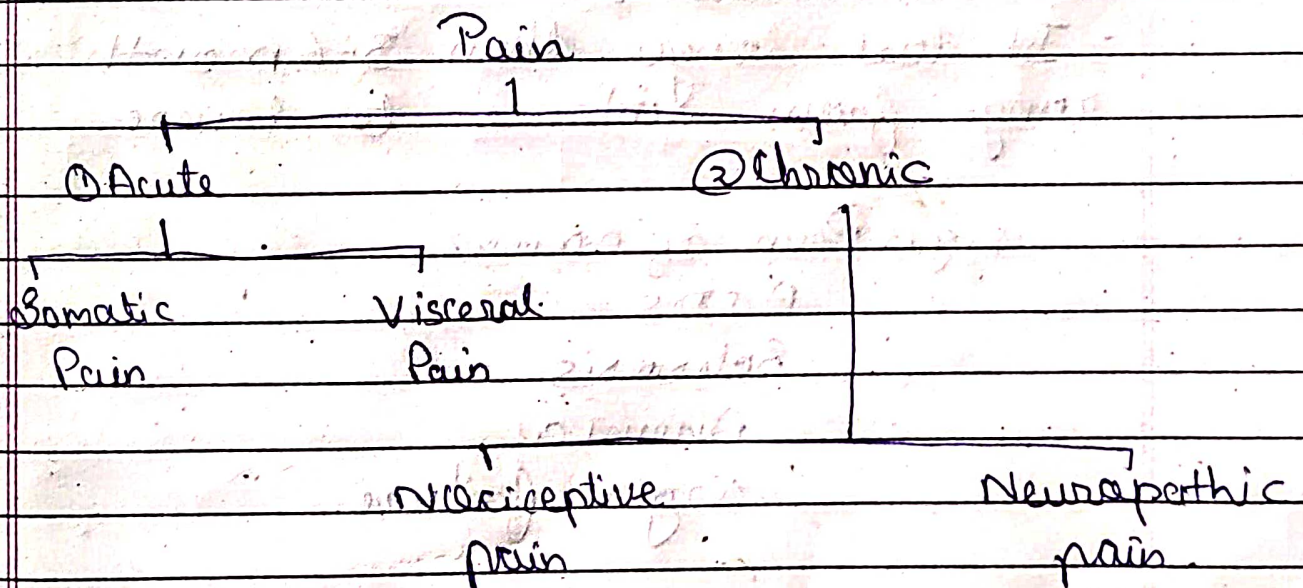 Pain
① Acute ② Chronic
Somatic Visceral
Pain Pain
Nociceptive Neuropathic
pain pain.